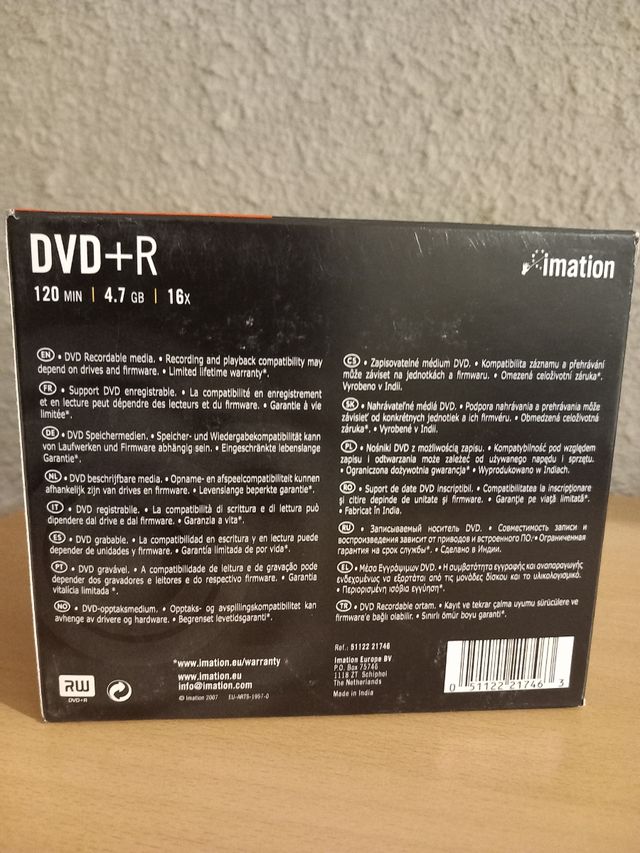 DVD+R
120 MIN | 4.7 GB | 16x
imation
EN • DVD Recordable media. • Recording and playback compatibility may
depend on drives and firmware. • Limited lifetime warranty*.
FR • Support DVD enregistrable. • La compatibilité en enregistrement
et en lecture peut dépendre des lecteurs et du firmware. • Garantie à vie
limitée*.
DE • DVD Speichermedien. • Speicher- und Wiedergabekompatibilität kann
von Laufwerken und Firmware abhängig sein. • Eingeschränkte lebenslange
Garantie*.
NL • DVD beschrijfbare media. • Opname- en afspeelcompatibiliteit kunnen
afhankelijk zijn van drives en firmware. • Levenslange beperkte garantie*.
IT • DVD registrabile. • La compatibilità di scrittura e di lettura può
dipendere dal drive e dal firmware. • Garanzia a vita*.
ES • DVD grabable. • La compatibilidad en escritura y en lectura puede
depender de unidades y firmware. • Garantía limitada de por vida*.
PT • DVD gravável. • A compatibilidade de leitura e de gravação pode
depender dos gravadores e leitores e do respectivo firmware. • Garantia
vitalícia limitada*.
NO • DVD-opptaksmedium. • Opptaks- og avspillingskompatibilitet kan
avhenge av drivere og hardware. • Begrenset levetidsgaranti*.
CS • Zapisovatelné médium DVD. • Kompatibilita záznamu a přehrávání
může záviset na jednotkách a firmwaru. • Omezená celoživotní záruka*.
Vyrobeno v Indii.
SK • Nahrávateľné médiá DVD. • Podpora nahrávania a prehrávania môže
závisieť od konkrétnych jednotiek a ich firmvéru. • Obmedzená celoživotná
záruka*. • Vyrobené v Indii.
PL • Nośniki DVD z możliwością zapisu. • Kompatybilność pod względem
zapisu i odtwarzania może zależeć od używanego napędu i sprzętu.
• Ograniczona dożywotnia gwarancja* • Wyprodukowano w Indiach.
RO • Suport de date DVD inscriptibil. • Compatibilitatea la inscripţionare
şi citire depinde de unitate şi firmware. • Garanţie pe viaţă limitată*.
• Fabricat în India.
RU • Записываемый носитель DVD. • Совместимость записи и
воспроизведения зависит от приводов и встроенного ПО.• Ограниченная
гарантия на срок службы*. • Сделано в Индии.
EL • Μέσα Εγγράψιμων DVD. • Η συμβατότητα εγγραφής και αναπαραγωγής
ενδεχομένως να εξαρτάται από τις μονάδες δίσκου και το υλικολογισμικό.
• Περιορισμένη ισόβια εγγύηση*.
TR • DVD Recordable ortam. • Kayıt ve tekrar çalma uyumu sürücülere ve
firmware'e bağlı olabilir. • Sınırlı ömür boyu garanti*.
*www.imation.eu/warranty
www.imation.eu
info@imation.com
© Imation 2007 EU-ARTS-1957-0
RW
DVD+R
Ref.: 51122 21746
Imation Europe BV
P.O. Box 75746
1118 ZT Schiphol
The Netherlands
Made in India
0 51122 21746 3